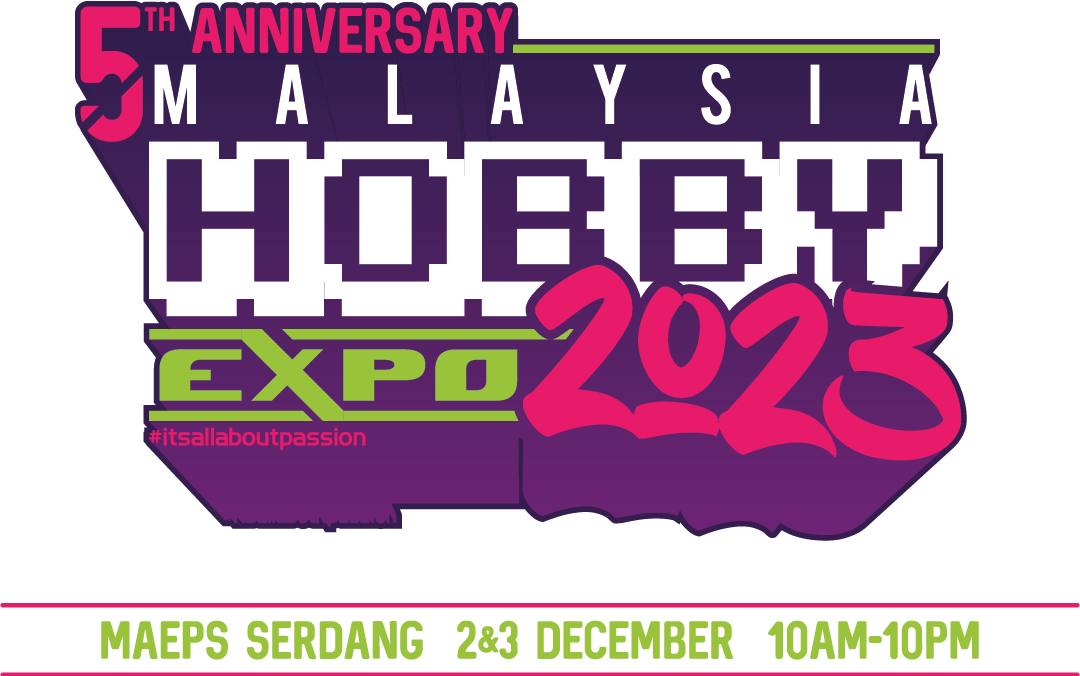 5TH ANNIVERSARY
MALAYSIA
HOBBY
EXPO 2023
#itsallaboutpassion
MAEPS SERDANG 2&3 DECEMBER 10AM-10PM